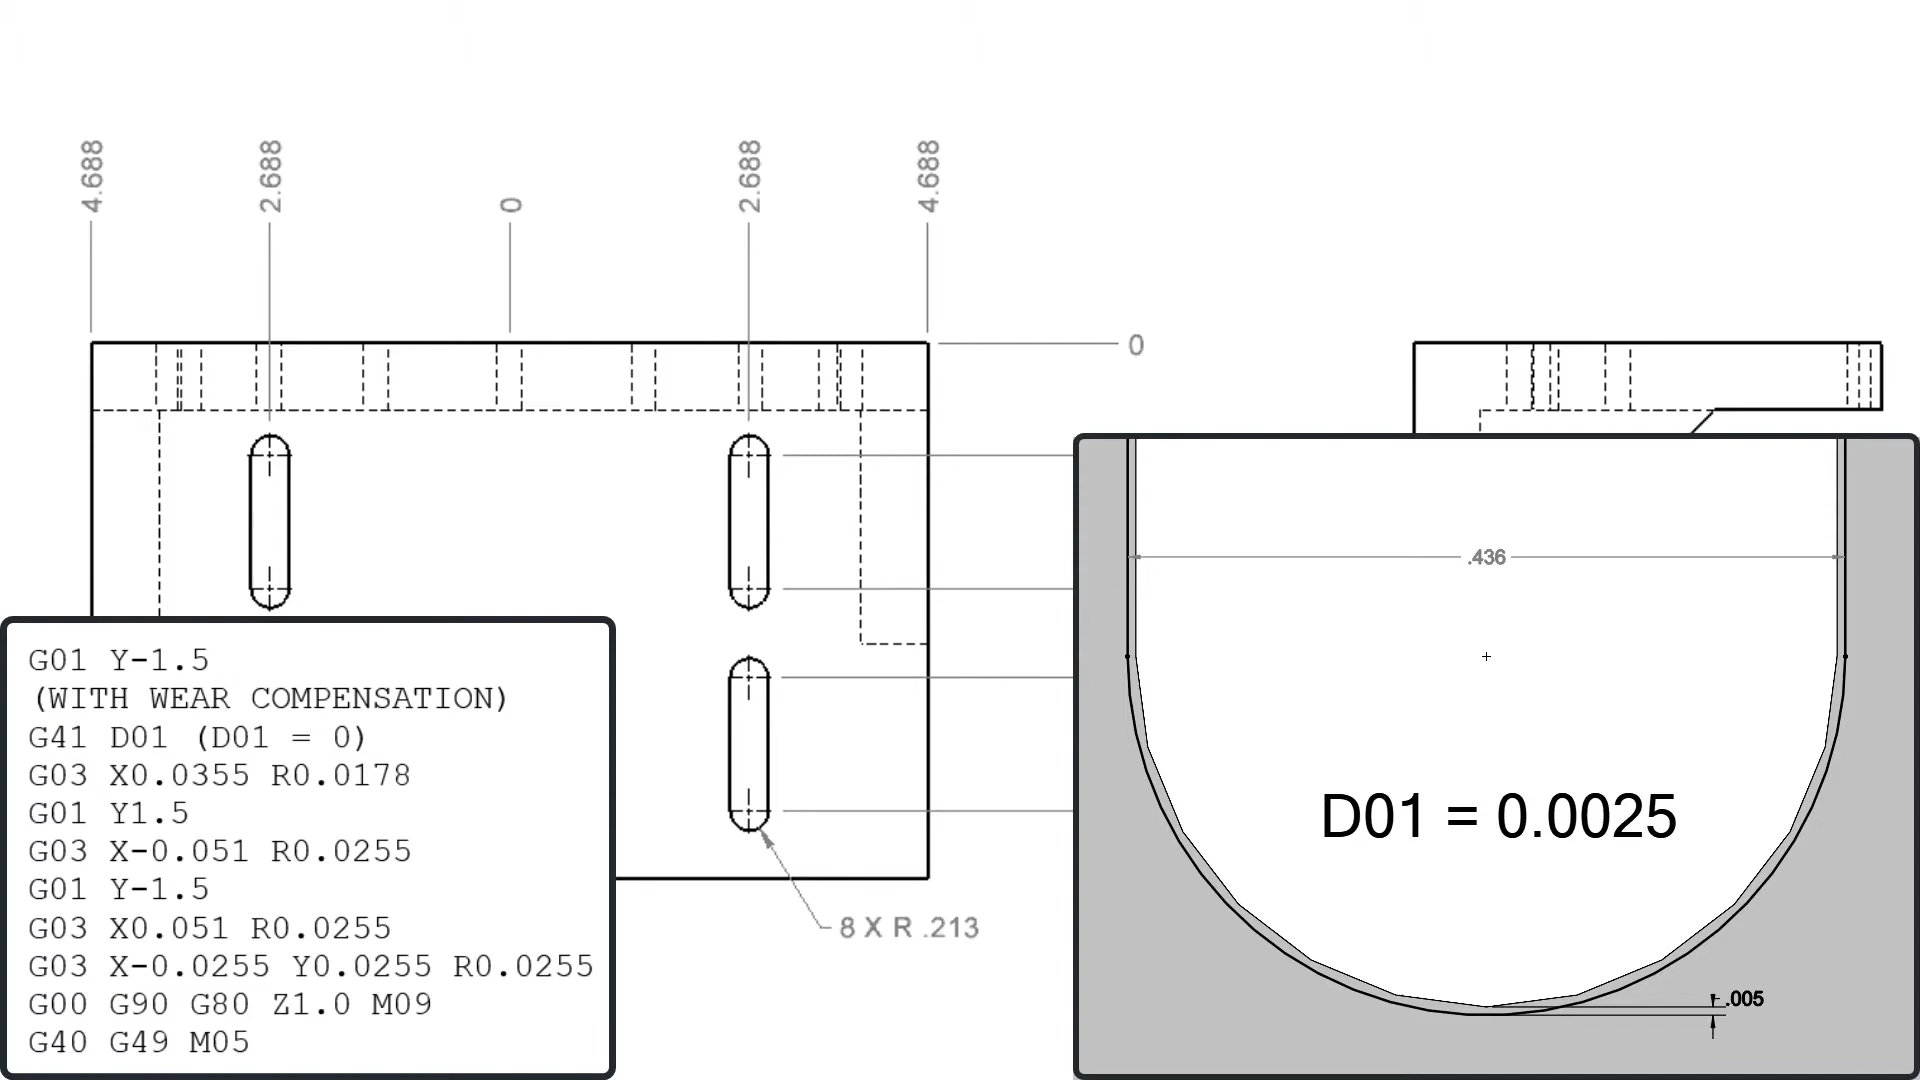 4.688
2.688
0
2.688
4.688
0
8 X R .213
G01 Y-1.5
(WITH WEAR COMPENSATION)
G41 D01 (D01 = 0)
G03 X0.0355 R0.0178
G01 Y1.5
G03 X-0.051 R0.0255
G01 Y-1.5
G03 X0.051 R0.0255
G03 X-0.0255 Y0.0255 R0.0255
G00 G90 G80 Z1.0 M09
G40 G49 M05
.436
D01 = 0.0025
.005